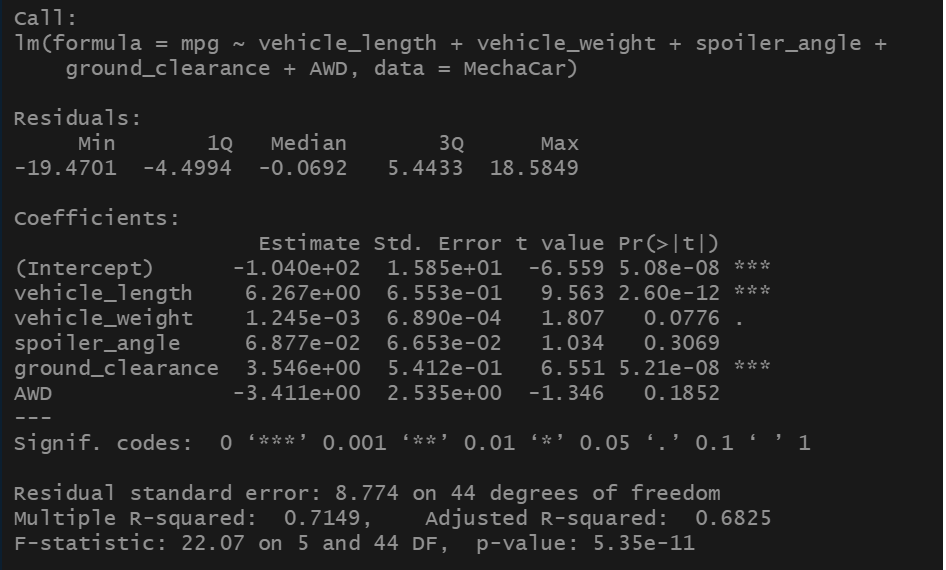 Call:
lm(formula = mpg ~ vehicle_length + vehicle_weight + spoiler_angle +
    ground_clearance + AWD, data = MechaCar)

Residuals:
     Min       1Q   Median       3Q      Max
-19.4701  -4.4994  -0.0692   5.4433  18.5849

Coefficients:
                   Estimate Std. Error t value Pr(>|t|)
(Intercept)      -1.040e+02  1.585e+01  -6.559 5.08e-08 ***
vehicle_length    6.267e+00  6.553e-01   9.563 2.60e-12 ***
vehicle_weight    1.245e-03  6.890e-04   1.807   0.0776 .
spoiler_angle     6.877e-02  6.653e-02   1.034   0.3069
ground_clearance  3.546e+00  5.412e-01   6.551 5.21e-08 ***
AWD              -3.411e+00  2.535e+00  -1.346   0.1852
---
Signif. codes:  0 ‘***’ 0.001 ‘**’ 0.01 ‘*’ 0.05 ‘.’ 0.1 ‘ ’ 1

Residual standard error: 8.774 on 44 degrees of freedom
Multiple R-squared:  0.7149,    Adjusted R-squared:  0.6825
F-statistic: 22.07 on 5 and 44 DF,  p-value: 5.35e-11